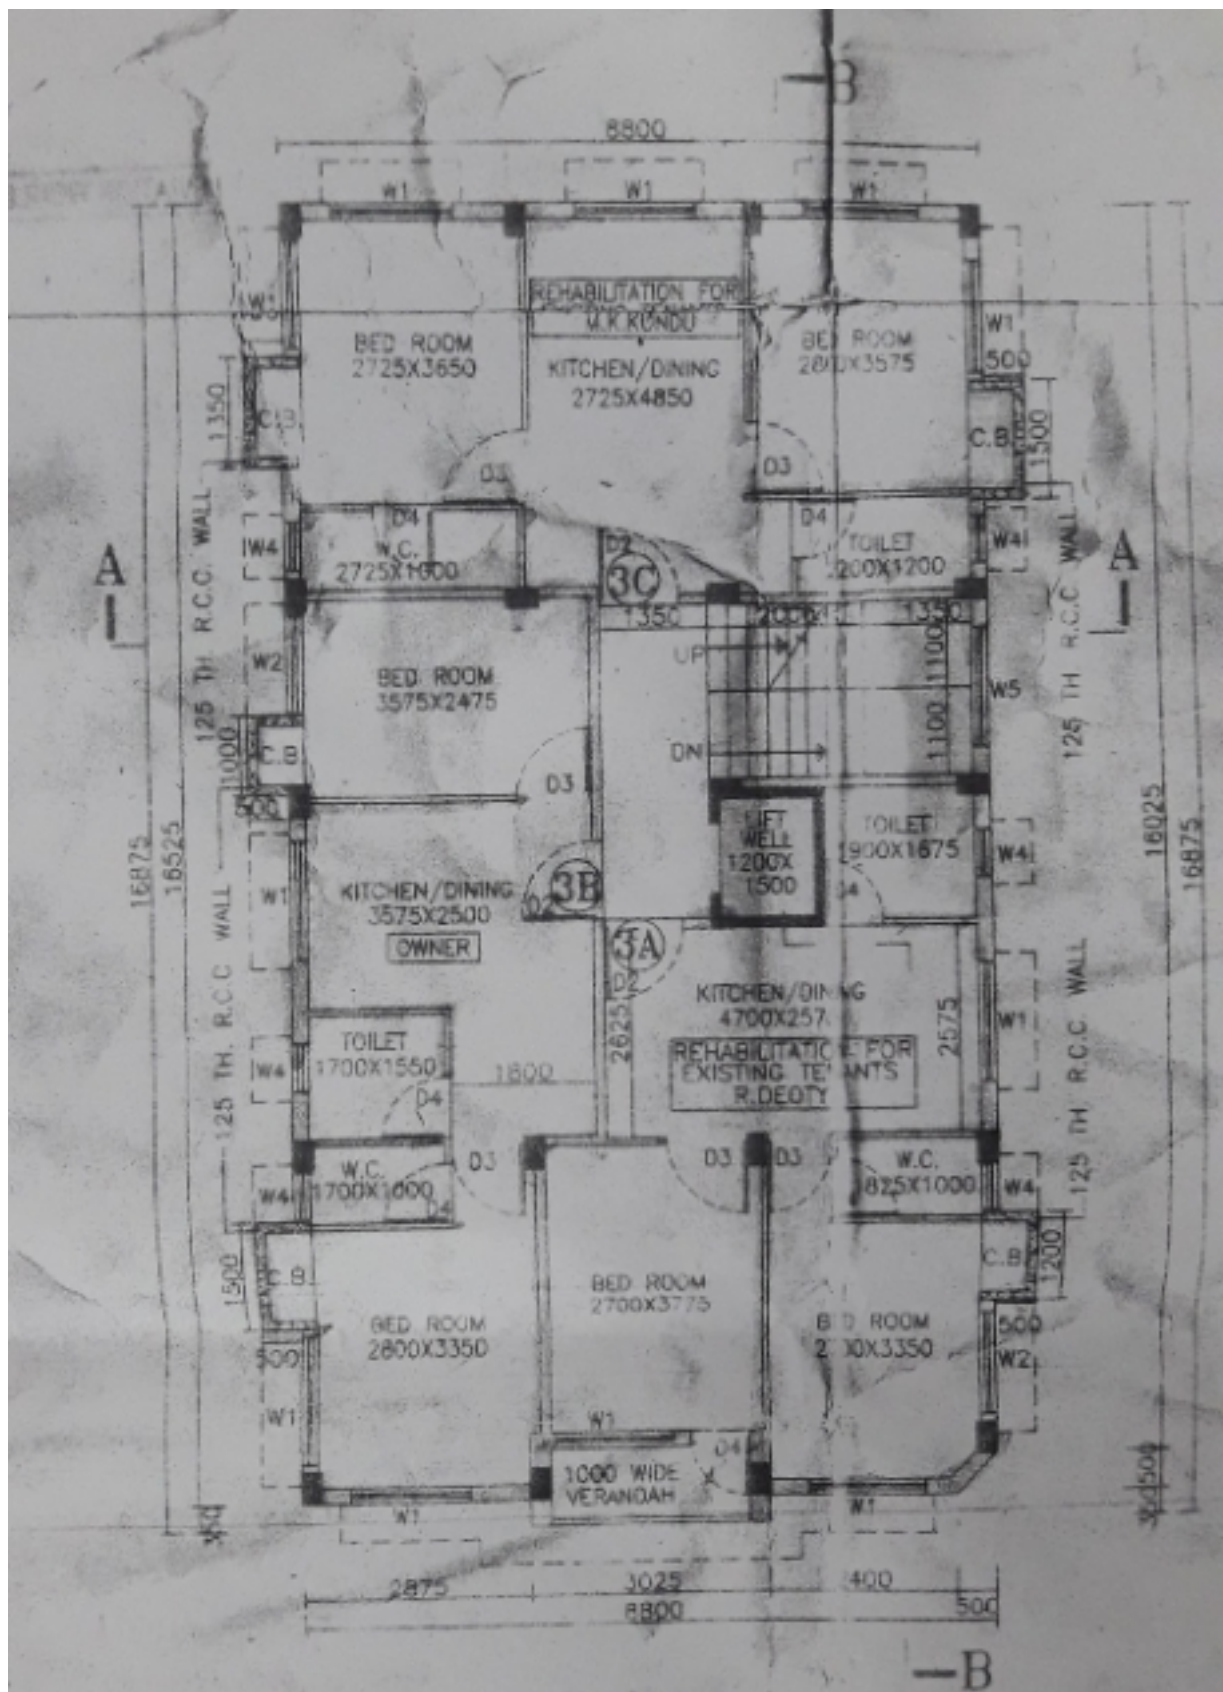 B
8800
W1
W1
W1
REHABILITATION FOR
M.K KUNDU
W1
BED ROOM
2725X3650
KITCHEN/DINING
2725X4850
ROOM
W1
500
1350
C.B
C.B
1500
D3
D3
D4
D4
W4
W.C.
2725X1000
D2
3C
TOILET
W4
A
A
125 TH. R.C.C. WALL
125 TH R.C.C WALL
1350
1350
UP
1100
1100
W2
BED ROOM
3575X2475
W5
DN
1000
C.B
D3
500
LIFT
WELL
1200X
1500
TOILET
W4
D4
16875
16525
16025
16875
W1
KITCHEN/DINING
3575X2500
OWNER
3B
3A
125 TH. R.C.C WALL
125 TH R.C.C WALL
KITCHEN/DINING
2625
2575
W1
REHABILITATION FOR
EXISTING TENANTS
R.DEOTY
TOILET
1700X1550
W4
1800
D4
D3
D3
D3
W.C.
1700X1000
D4
W4
W.C.
W4
1500
C.B
C.B
1200
BED ROOM
2700X3775
BED ROOM
2800X3350
ROOM
500
500
W2
W1
W1
D4
1000 WIDE
VERANDAH
W1
W1
500
2875
3025
8800
500
B